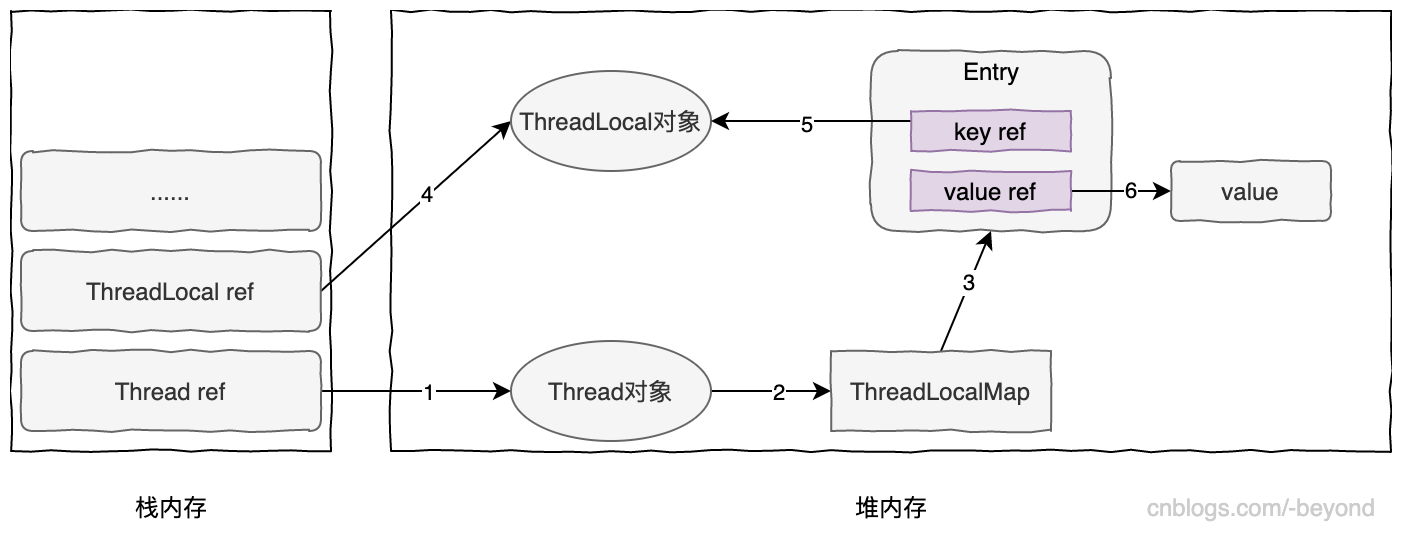 Entry
ThreadLocal对象
5
key ref
4
......
value ref
6
value
ThreadLocal ref
3
Thread ref
1
Thread对象
2
ThreadLocalMap
栈内存
堆内存
cnblogs.com/-beyond